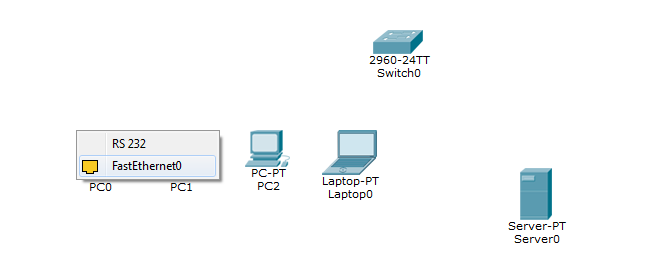 2960-24TT
Switch0
RS 232
FastEthernet0
PC0
PC1
PC-PT
PC2
Laptop-PT
Laptop0
Server-PT
Server0